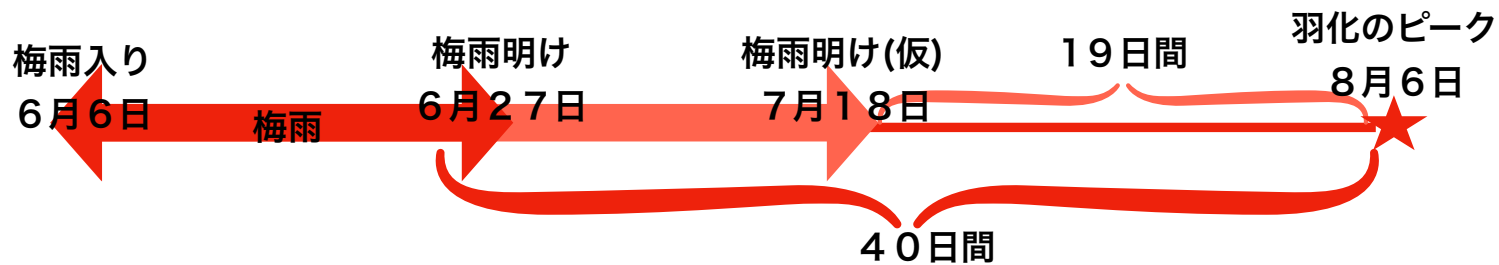 梅雨入り
６月６日
梅雨
梅雨明け
６月２７日
梅雨明け(仮)
７月１８日
１９日間
羽化のピーク
８月６日
４０日間